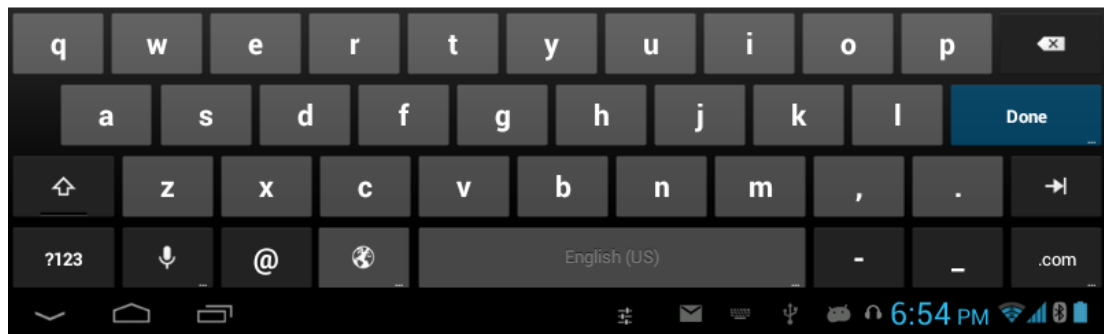 q w e r t y u i o p
a s d f g h j k l Done
z x c v b n m , .
?123 @ English (US) - _ .com
6:54 PM